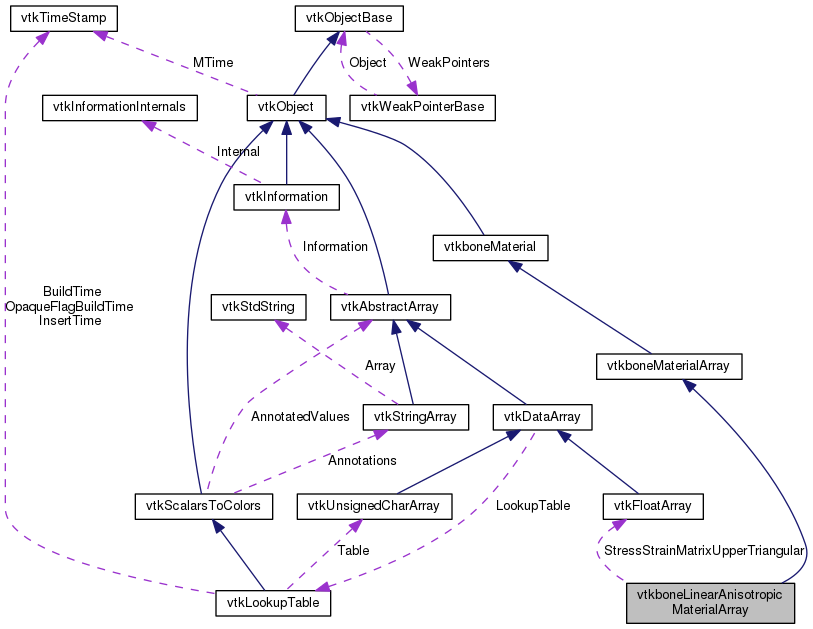 vtkTimeStamp
vtkObjectBase
MTime
Object
WeakPointers
vtkInformationInternals
vtkObject
vtkWeakPointerBase
Internal
vtkInformation
Information
vtkboneMaterial
BuildTime
OpaqueFlagBuildTime
InsertTime
vtkStdString
vtkAbstractArray
Array
vtkboneMaterialArray
AnnotatedValues
vtkStringArray
vtkDataArray
Annotations
vtkScalarsToColors
vtkUnsignedCharArray
LookupTable
vtkFloatArray
Table
StressStrainMatrixUpperTriangular
vtkLookupTable
vtkboneLinearAnisotropic
MaterialArray